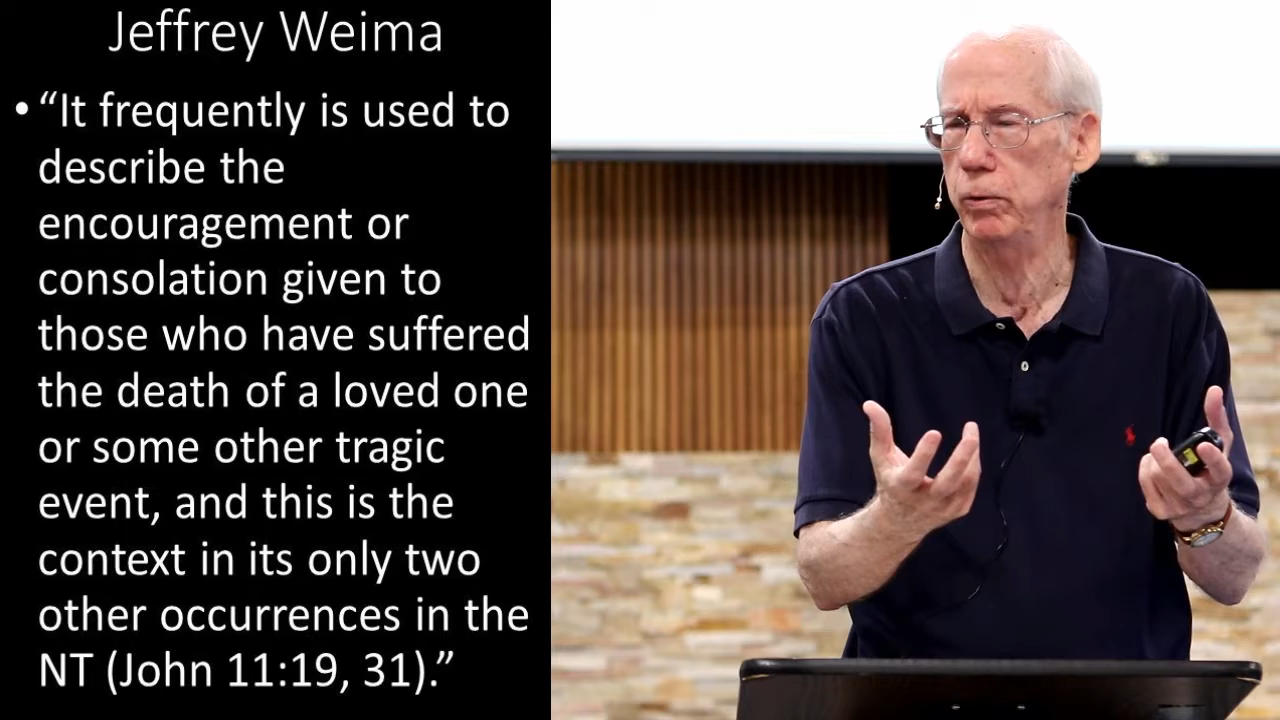 Jeffrey Weima
• “It frequently is used to
describe the
encouragement or
consolation given to
those who have suffered
the death of a loved one
or some other tragic
event, and this is the
context in its only two
other occurrences in the
NT (John 11:19, 31).”